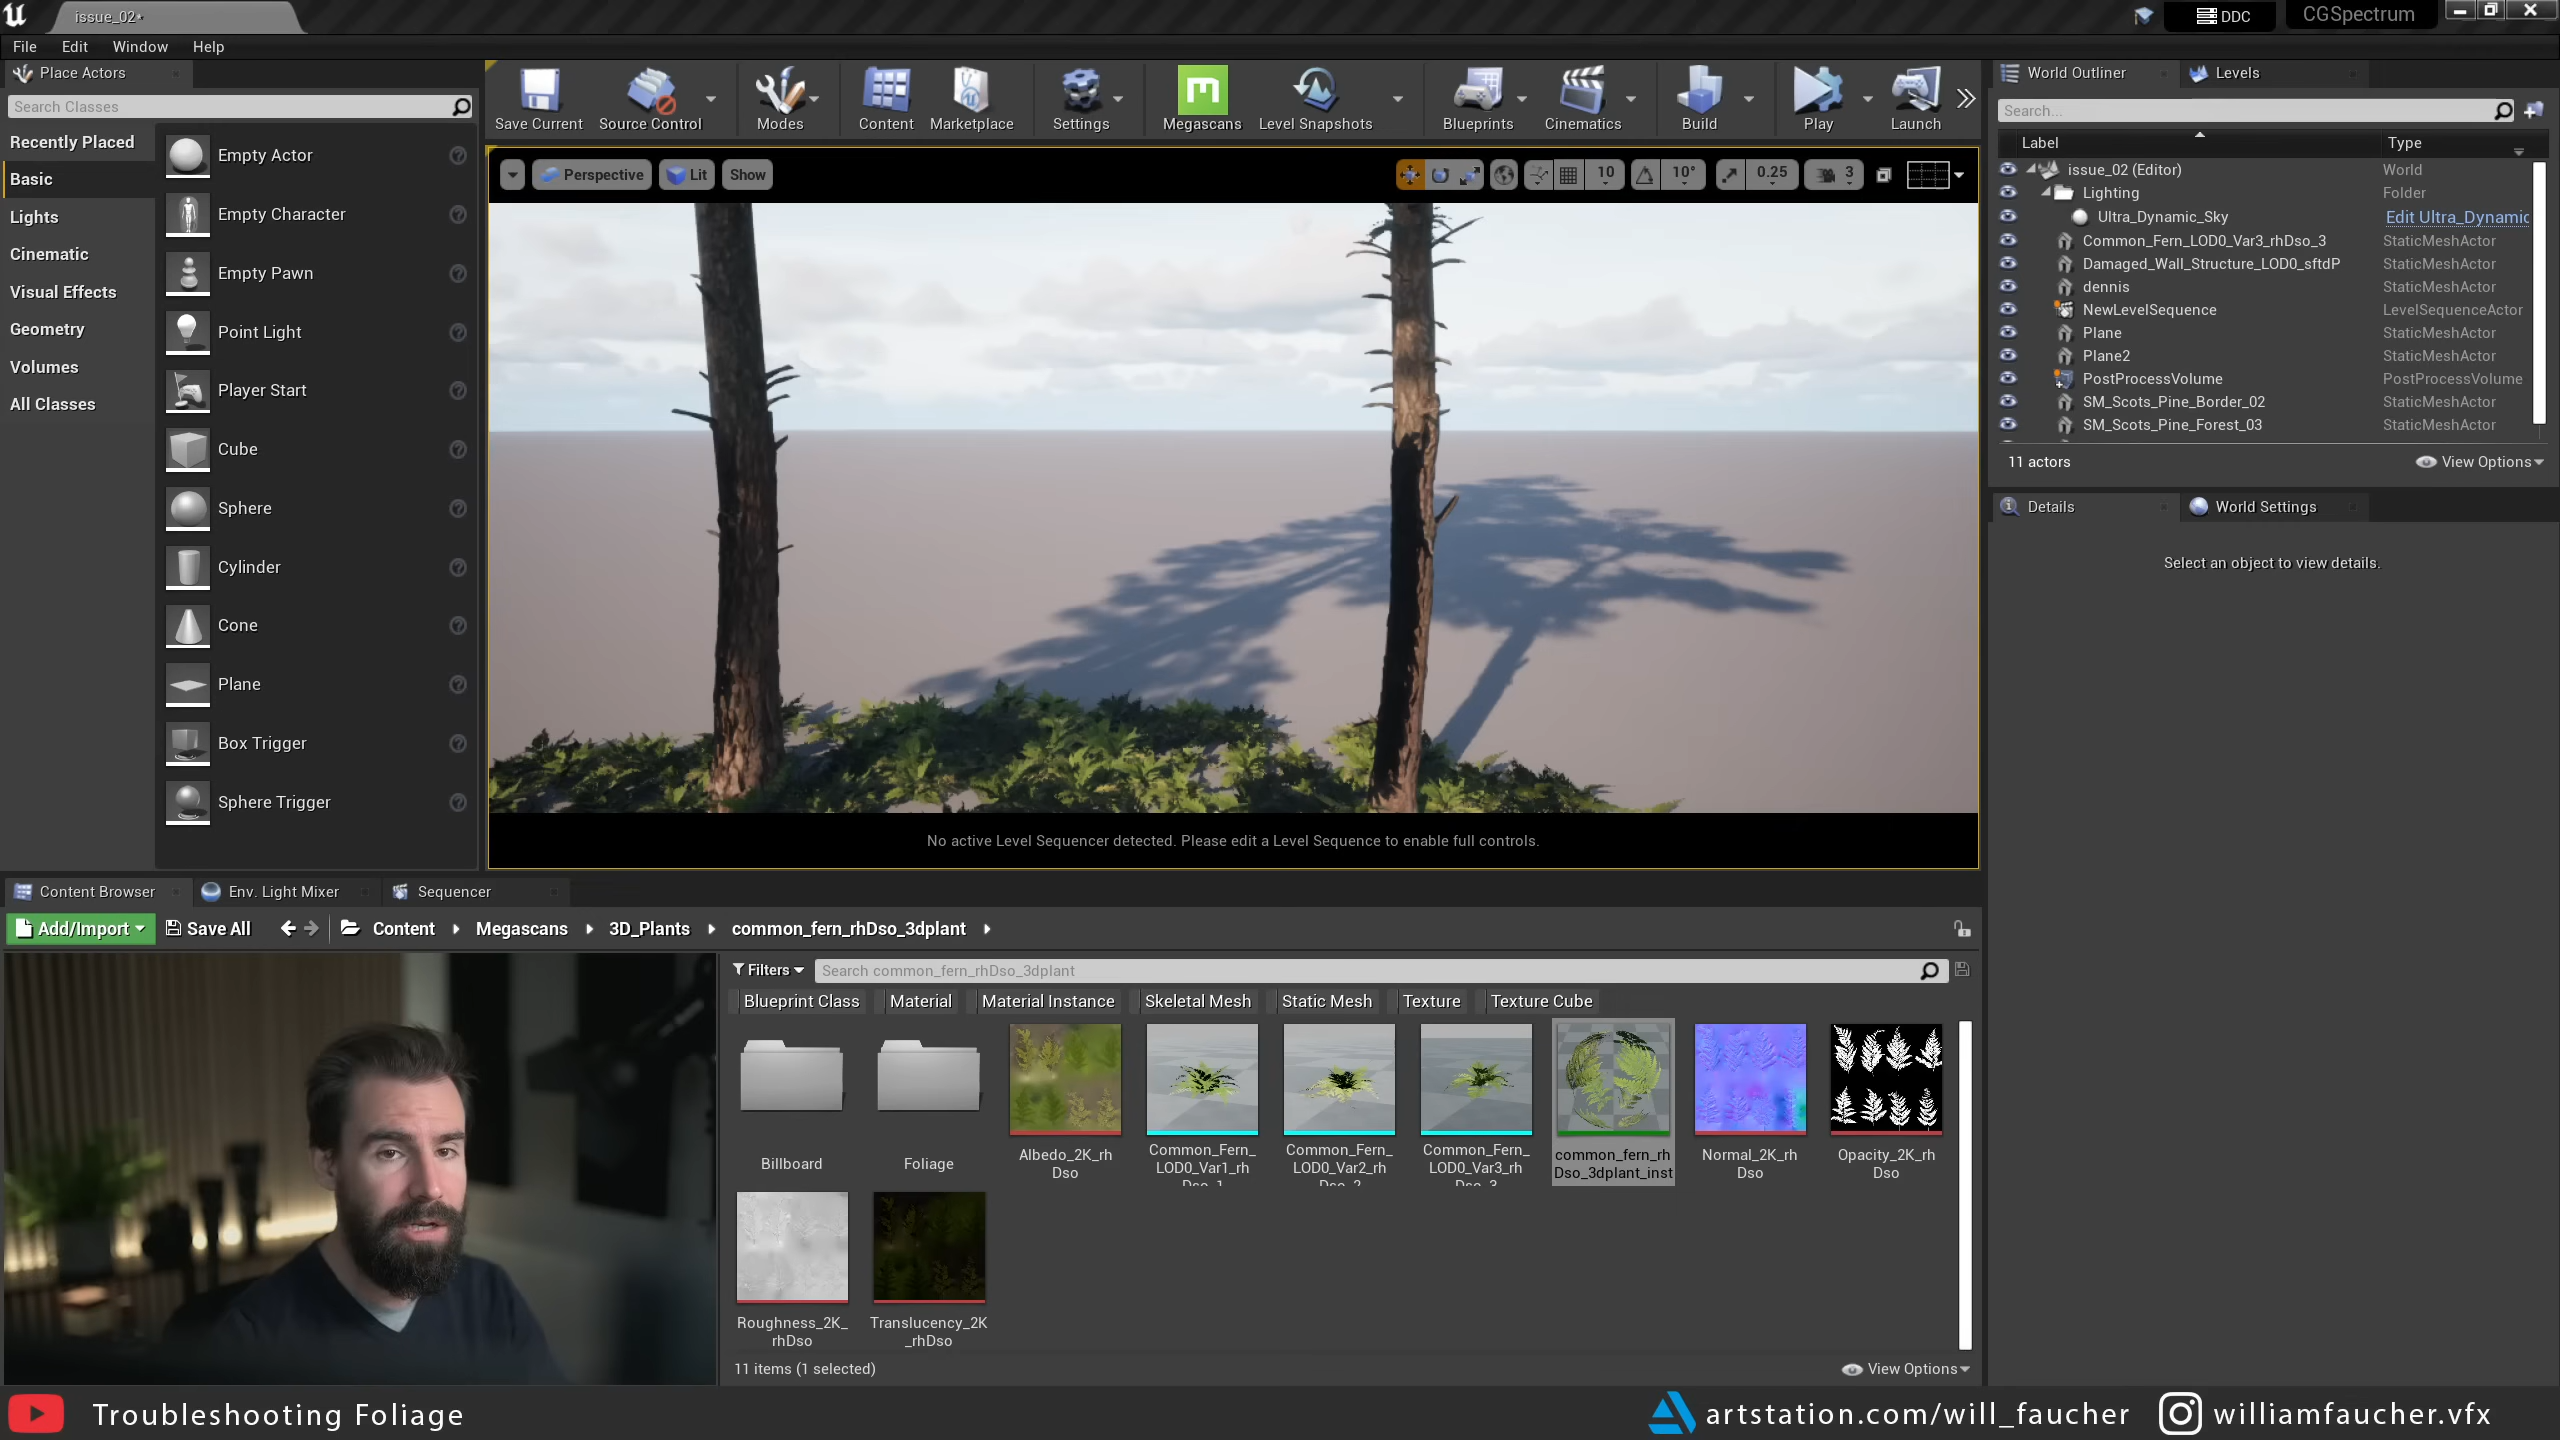 issue_02*
DDC
CGSpectrum
File Edit Window Help
Place Actors
Search Classes
Recently Placed
Basic
Lights
Cinematic
Visual Effects
Geometry
Volumes
All Classes
Empty Actor
Empty Character
Empty Pawn
Point Light
Player Start
Cube
Sphere
Cylinder
Cone
Plane
Box Trigger
Sphere Trigger
Save Current
Source Control
Modes
Content
Marketplace
Settings
Megascans
Level Snapshots
Blueprints
Cinematics
Build
Play
Launch
Perspective
Lit
Show
10
10°
0.25
3
No active Level Sequencer detected. Please edit a Level Sequence to enable full controls.
World Outliner
Levels
Search...
Label Type
issue_02 (Editor) World
Lighting Folder
Ultra_Dynamic_Sky Edit Ultra_Dynamic
Common_Fern_LOD0_Var3_rhDso_3 StaticMeshActor
Damaged_Wall_Structure_LOD0_sftdP StaticMeshActor
dennis StaticMeshActor
NewLevelSequence LevelSequenceActor
Plane StaticMeshActor
Plane2 StaticMeshActor
PostProcessVolume PostProcessVolume
SM_Scots_Pine_Border_02 StaticMeshActor
SM_Scots_Pine_Forest_03 StaticMeshActor
11 actors
View Options
Details
World Settings
Select an object to view details.
Content Browser
Env. Light Mixer
Sequencer
Add/Import
Save All
Content
Megascans
3D_Plants
common_fern_rhDso_3dplant
Filters
Search common_fern_rhDso_3dplant
Blueprint Class
Material
Material Instance
Skeletal Mesh
Static Mesh
Texture
Texture Cube
Billboard
Foliage
Albedo_2K_rh
Dso
Common_Fern_
LOD0_Var1_rh
Dso_1
Common_Fern_
LOD0_Var2_rh
Dso_2
Common_Fern_
LOD0_Var3_rh
Dso_3
common_fern_rh
Dso_3dplant_inst
Normal_2K_rh
Dso
Opacity_2K_rh
Dso
Roughness_2K_
rhDso
Translucency_2K
_rhDso
11 items (1 selected)
View Options
Troubleshooting Foliage
artstation.com/will_faucher
williamfaucher.vfx